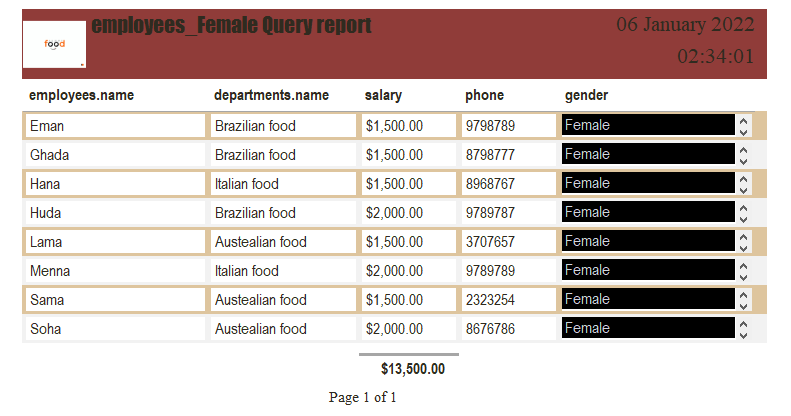 food
employees_Female Query report
06 January 2022
02:34:01
employees.name departments.name salary phone gender
Eman Brazilian food $1,500.00 9798789 Female
Ghada Brazilian food $1,500.00 8798777 Female
Hana Italian food $1,500.00 8968767 Female
Huda Brazilian food $2,000.00 9789787 Female
Lama Austealian food $1,500.00 3707657 Female
Menna Italian food $2,000.00 9789789 Female
Sama Austealian food $1,500.00 2323254 Female
Soha Austealian food $2,000.00 8676786 Female
$13,500.00
Page 1 of 1